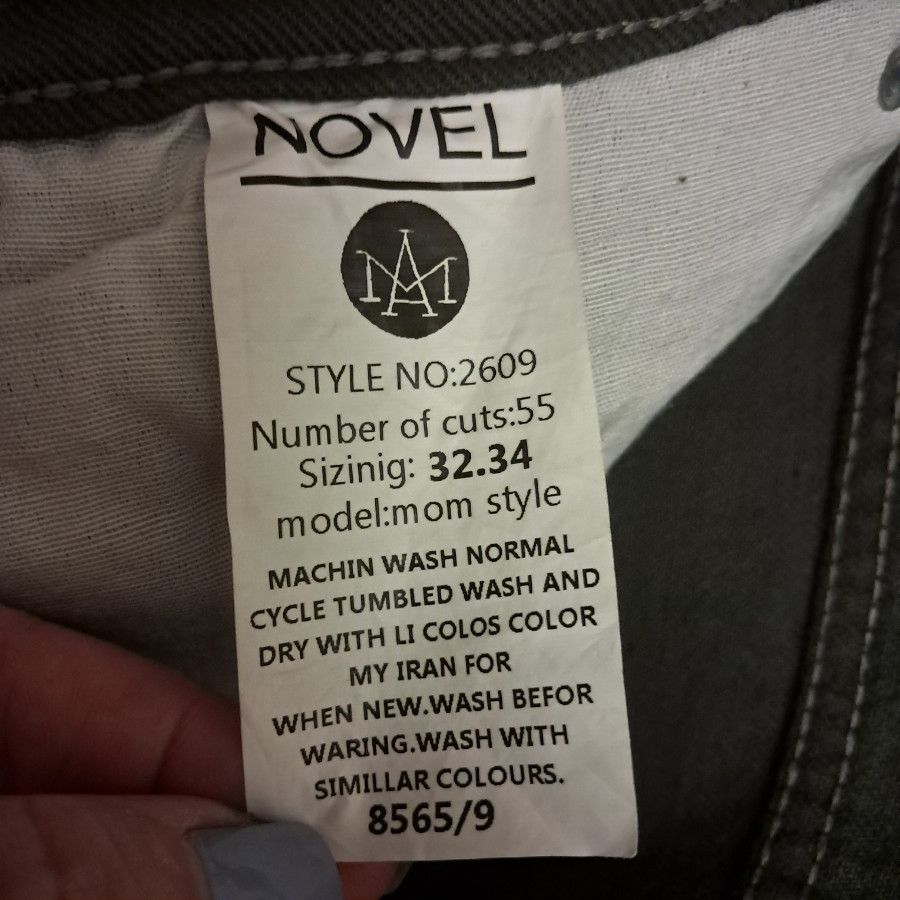 NOVEL
MA
STYLE NO:2609
Number of cuts:55
Sizinig: 32.34
model:mom style
MACHIN WASH NORMAL
CYCLE TUMBLED WASH AND
DRY WITH LI COLOS COLOR
MY IRAN FOR
WHEN NEW.WASH BEFOR
WARING.WASH WITH
SIMILLAR COLOURS.
8565/9